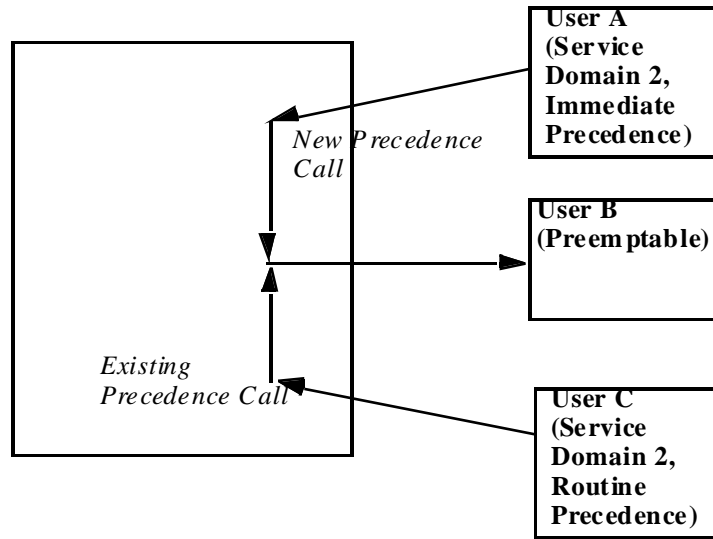 User A
(Service
Domain 2,
Immediate
Precedence)
New Precedence
Call
User B
(Preemptable)
Existing
Precedence Call
User C
(Service
Domain 2,
Routine
Precedence)